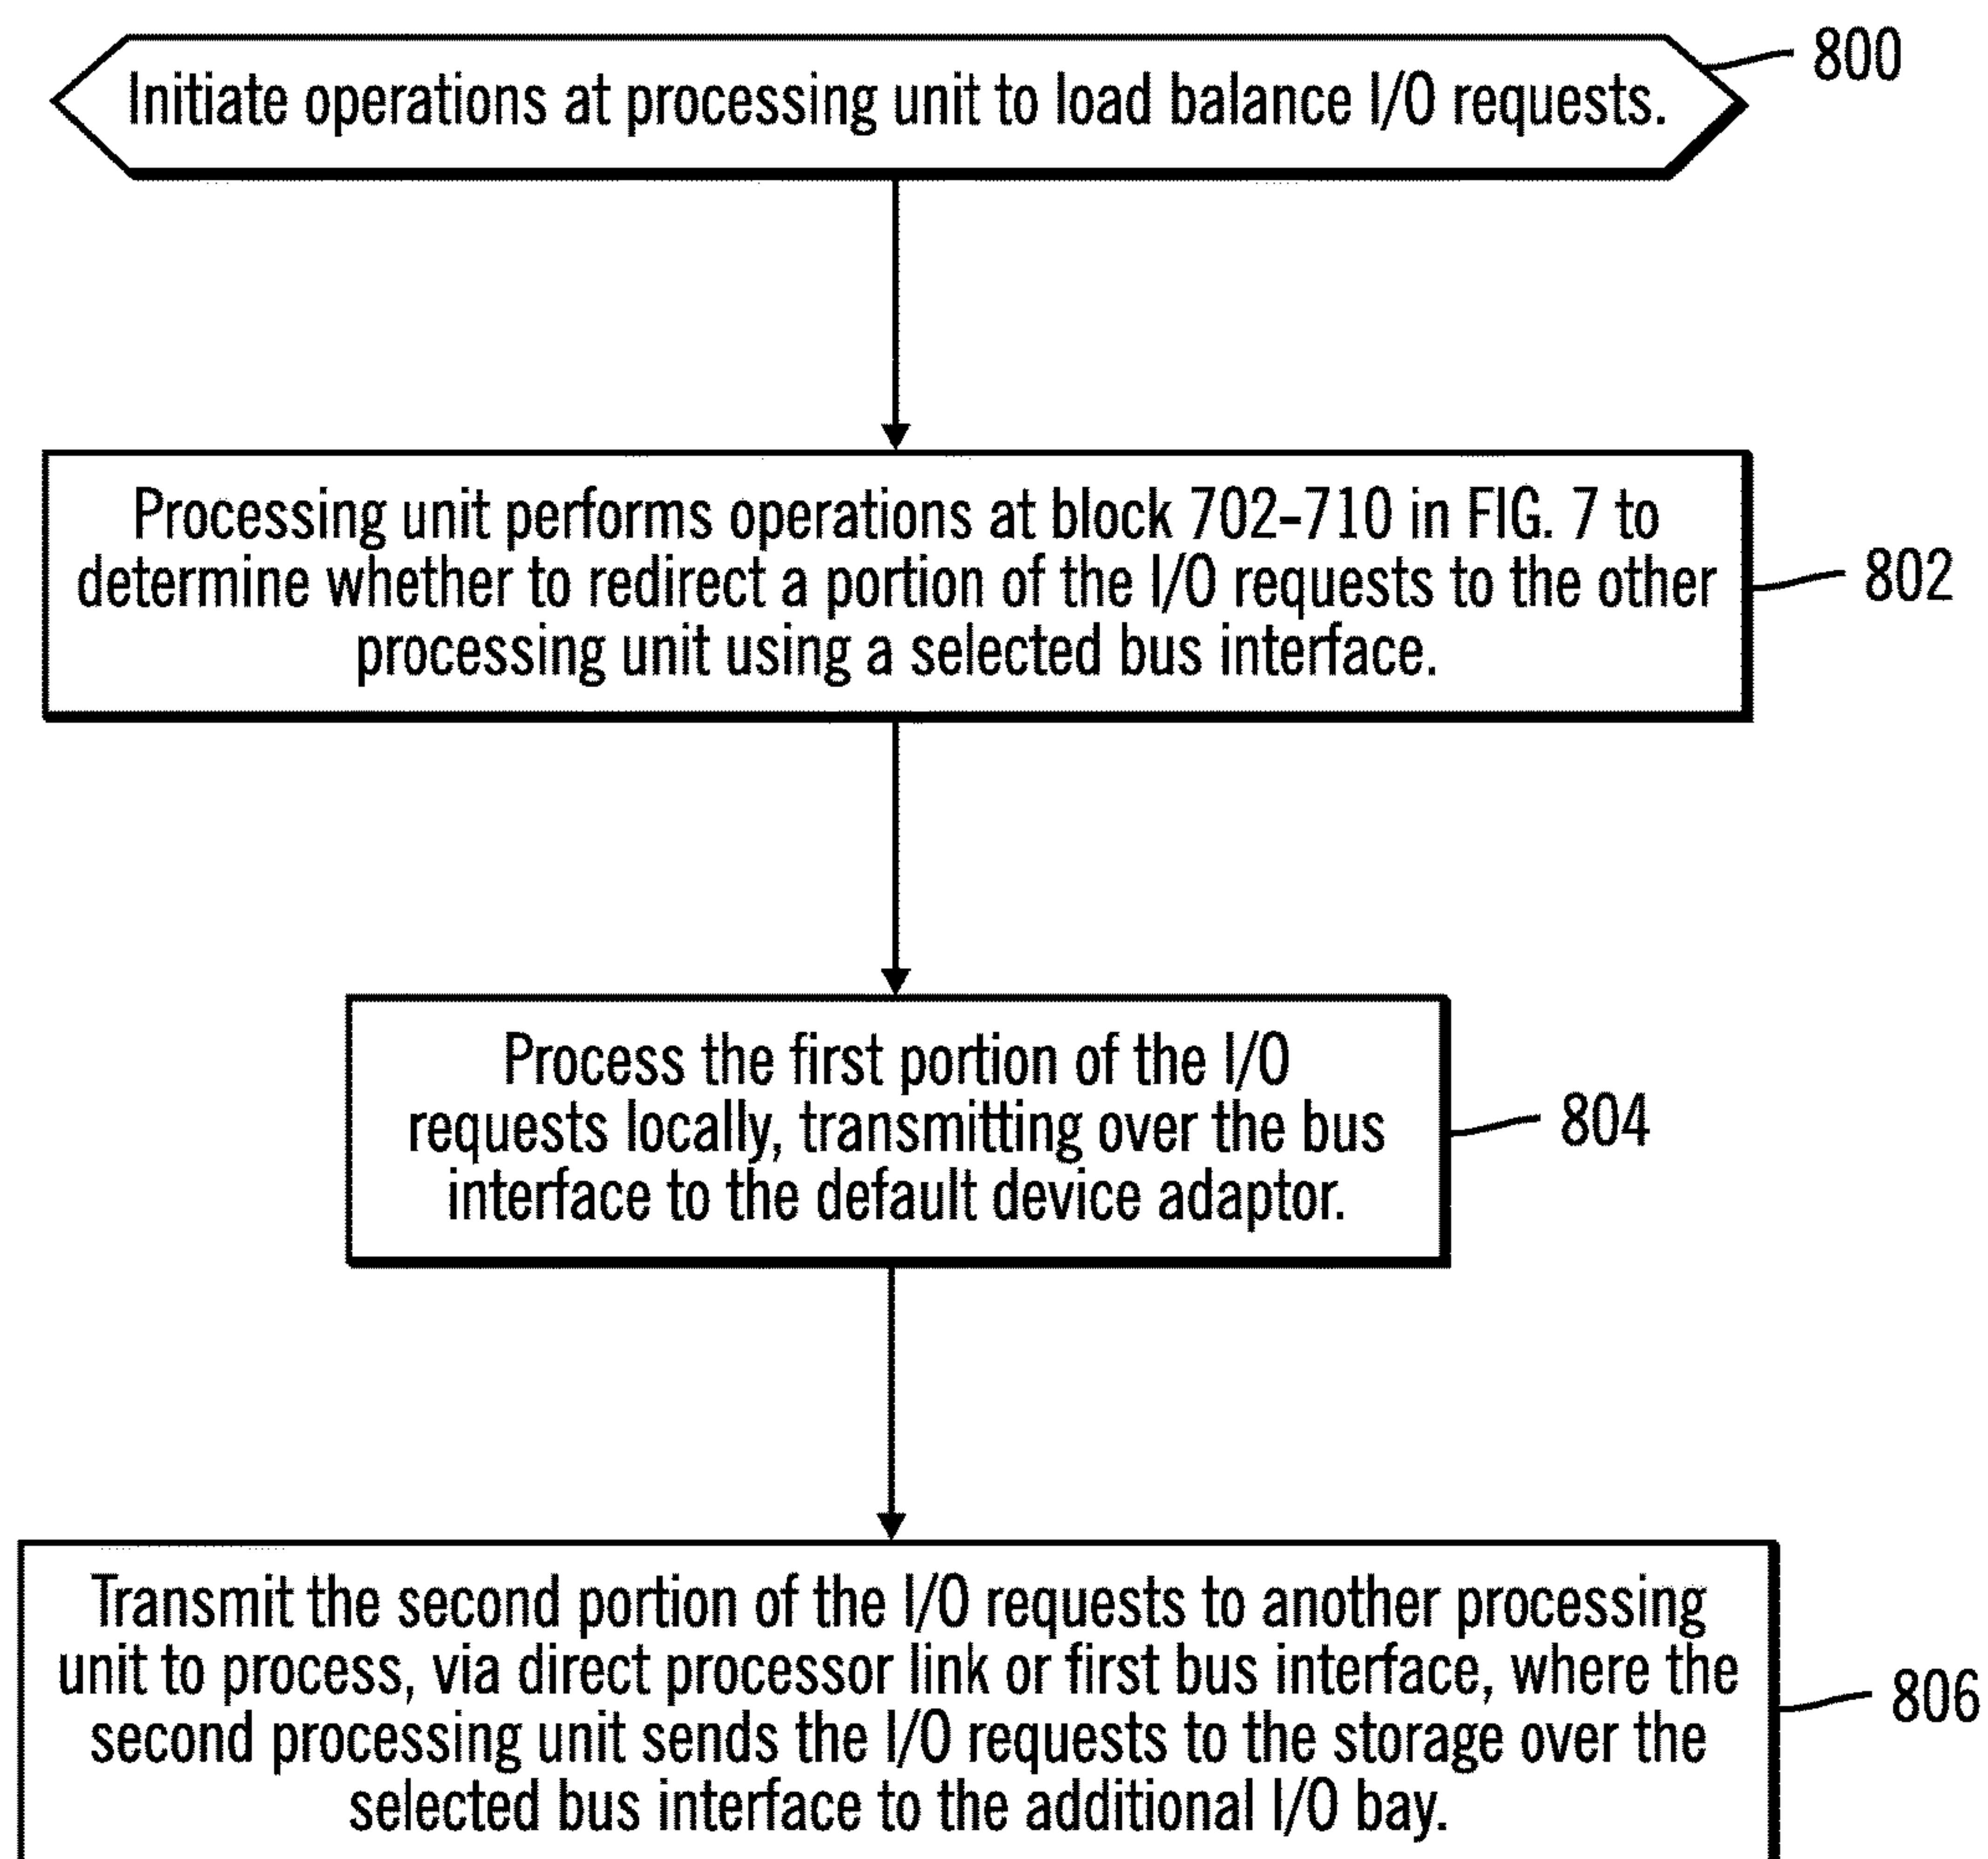 Initiate operations at processing unit to load balance I/O requests.
800
Processing unit performs operations at block 702-710 in FIG. 7 to
determine whether to redirect a portion of the I/O requests to the other
processing unit using a selected bus interface.
802
Process the first portion of the I/O
requests locally, transmitting over the bus
interface to the default device adaptor.
804
Transmit the second portion of the I/O requests to another processing
unit to process, via direct processor link or first bus interface, where the
second processing unit sends the I/O requests to the storage over the
selected bus interface to the additional I/O bay.
806